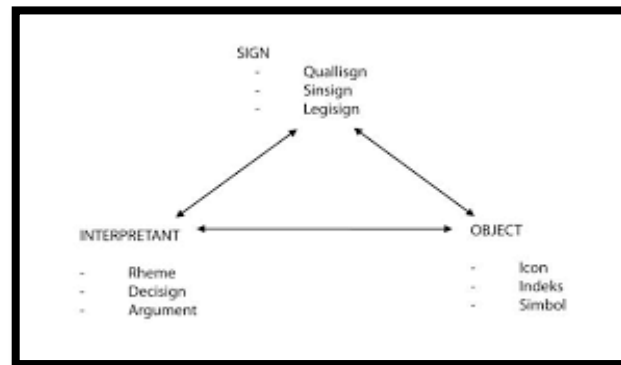 SIGN
- Quallisgn
- Sinsign
- Legisign
INTERPRETANT
- Rheme
- Decisign
- Argument
OBJECT
- Icon
- Indeks
- Simbol